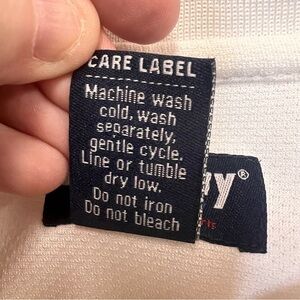 CARE LABEL
Machine wash
cold, wash
separately,
gentle cycle.
Line or tumble
dry low.
Do not iron
Do not bleach